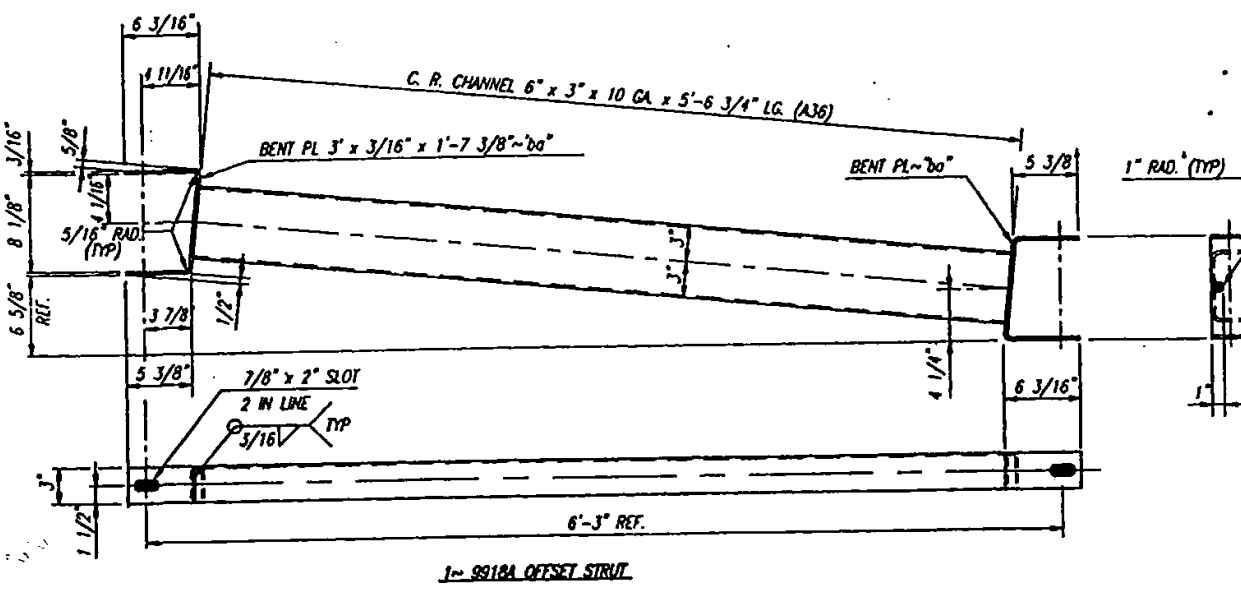 6 3/16"
4 11/16"
C. R. CHANNEL 6" x 3" x 10 GA. x 5'-6 3/4" LG. (A36)
5/8"
3/16"
BENT PL 3' x 3/16" x 1'-7 3/8"~"ba"
BENT PL~"ba"
5 3/8
1" RAD." (TYP)
4 1/16"
8 1/8"
5/16" RAD.
(TYP)
3"
3"
1/2"
6 5/8"
REF.
3 7/8
4 1/4"
5 3/8"
6 3/16"
1"
7/8" x 2" SLOT
2 IN LINE
3/16
TYP
3"
1 1/2"
6'-3" REF.
1~ 9918A OFFSET STRUT